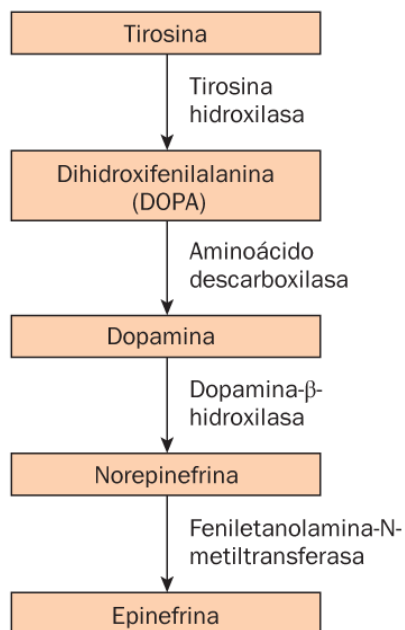 Tirosina
Tirosina
hidroxilasa
Dihidroxifenilalanina
(DOPA)
Aminoácido
descarboxilasa
Dopamina
Dopamina-β-
hidroxilasa
Norepinefrina
Feniletanolamina-N-
metiltransferasa
Epinefrina